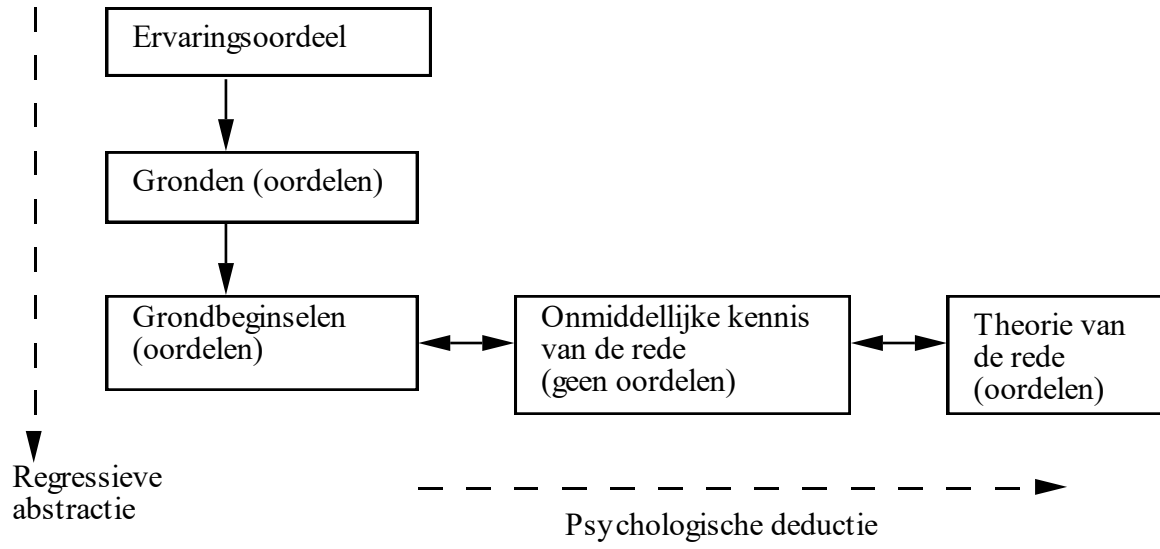 Ervaringsoordeel
Gronden (oordelen)
Grondbeginselen
(oordelen)
Onmiddellijke kennis
van de rede
(geen oordelen)
Theorie van
de rede
(oordelen)
Regressieve
abstractie
Psychologische deductie